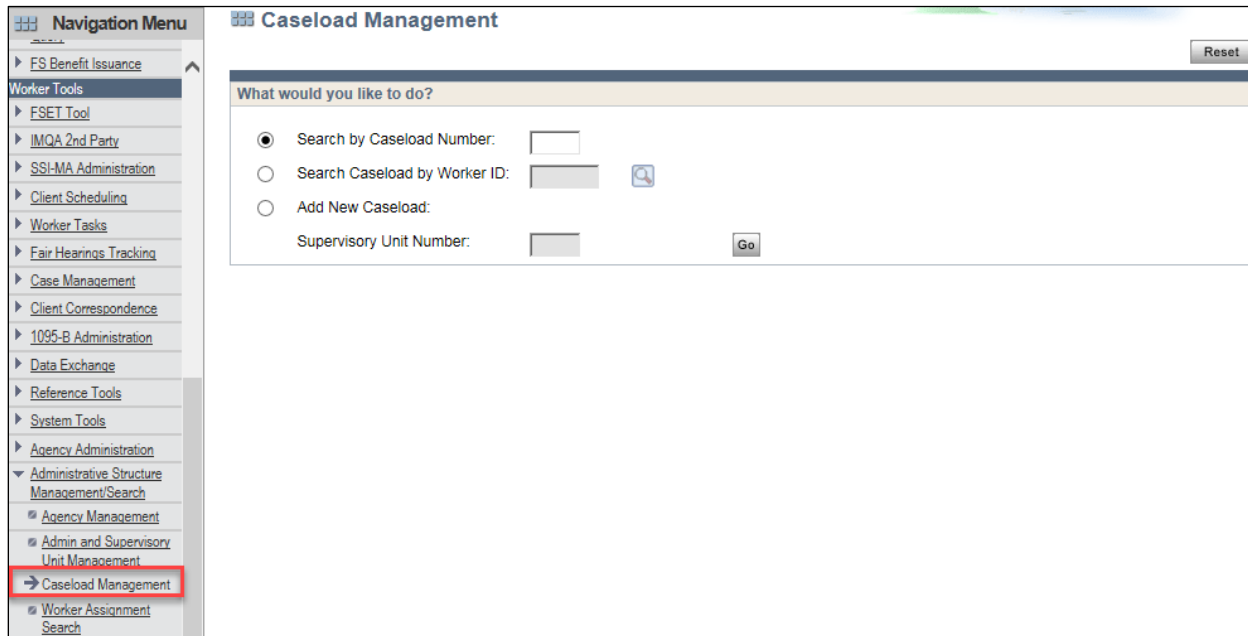 Navigation Menu
FS Benefit Issuance
Worker Tools
FSET Tool
IMQA 2nd Party
SSI-MA Administration
Client Scheduling
Worker Tasks
Fair Hearings Tracking
Case Management
Client Correspondence
1095-B Administration
Data Exchange
Reference Tools
System Tools
Agency Administration
Administrative Structure
Management/Search
Agency Management
Admin and Supervisory
Unit Management
Caseload Management
Worker Assignment
Search
Caseload Management
Reset
What would you like to do?
Search by Caseload Number:
Search Caseload by Worker ID:
Add New Caseload:
Supervisory Unit Number:
Go